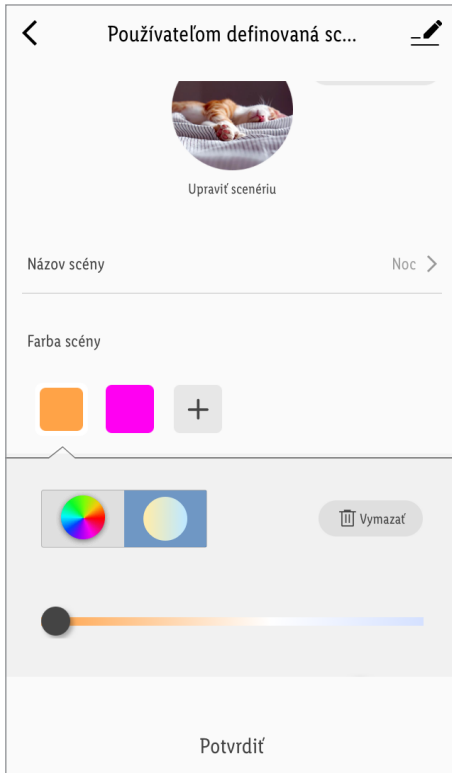 Používateľom definovaná sc...
Upraviť scenériu
Názov scény Noc
Farba scény
Vymazať
Potvrdiť